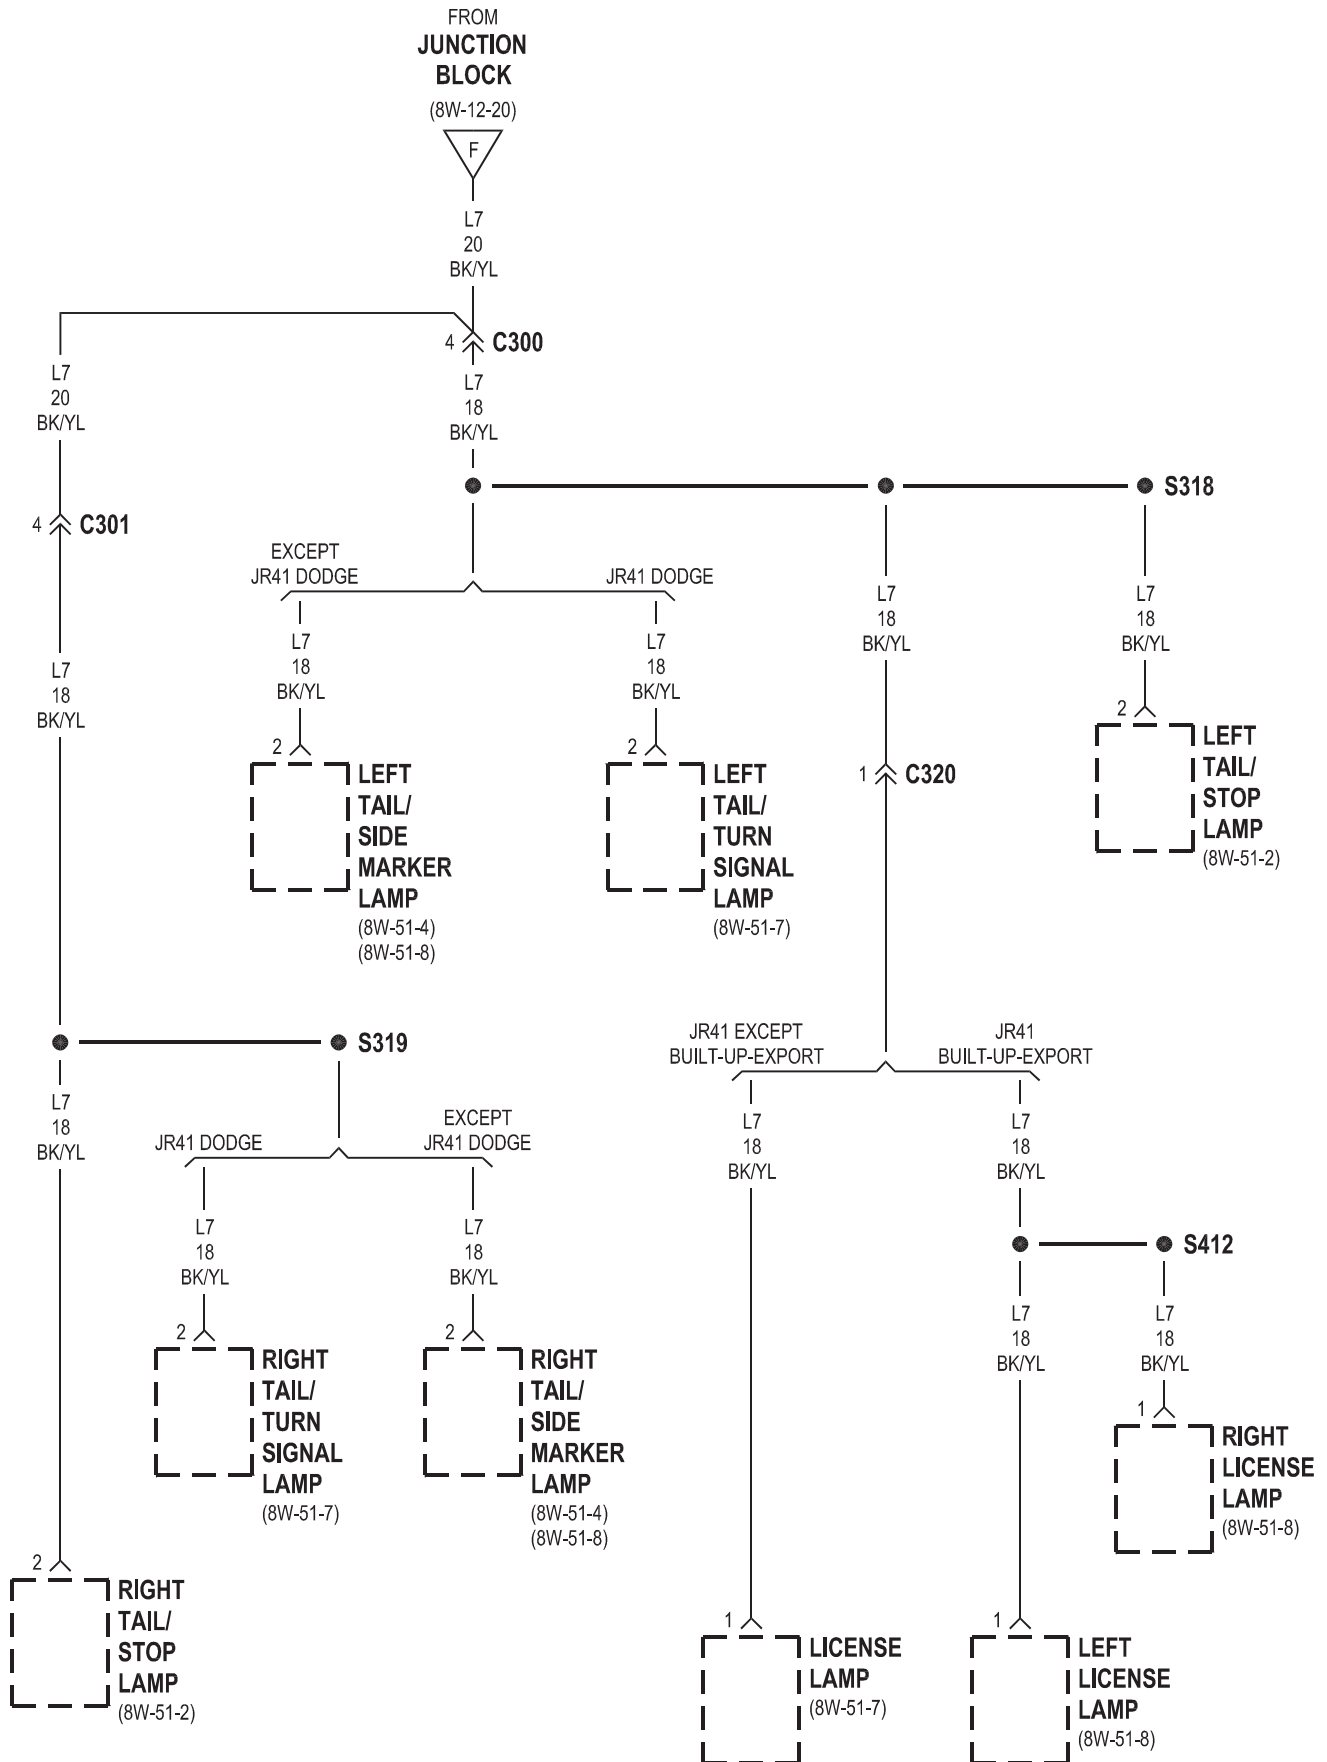 FROM
JUNCTION
BLOCK
(8W-12-20)
F
L7
20
BK/YL
4
C300
L7
20
BK/YL
L7
18
BK/YL
S318
4
C301
EXCEPT
JR41 DODGE
JR41 DODGE
L7
18
BK/YL
L7
18
BK/YL
L7
18
BK/YL
L7
18
BK/YL
L7
18
BK/YL
2
LEFT
TAIL/
SIDE
MARKER
LAMP
(8W-51-4)
(8W-51-8)
2
LEFT
TAIL/
TURN
SIGNAL
LAMP
(8W-51-7)
1
C320
2
LEFT
TAIL/
STOP
LAMP
(8W-51-2)
S319
JR41 EXCEPT
BUILT-UP-EXPORT
JR41
BUILT-UP-EXPORT
L7
18
BK/YL
JR41 DODGE
EXCEPT
JR41 DODGE
L7
18
BK/YL
L7
18
BK/YL
L7
18
BK/YL
L7
18
BK/YL
S412
L7
18
BK/YL
L7
18
BK/YL
2
RIGHT
TAIL/
TURN
SIGNAL
LAMP
(8W-51-7)
2
RIGHT
TAIL/
SIDE
MARKER
LAMP
(8W-51-4)
(8W-51-8)
1
RIGHT
LICENSE
LAMP
(8W-51-8)
2
RIGHT
TAIL/
STOP
LAMP
(8W-51-2)
1
LICENSE
LAMP
(8W-51-7)
1
LEFT
LICENSE
LAMP
(8W-51-8)